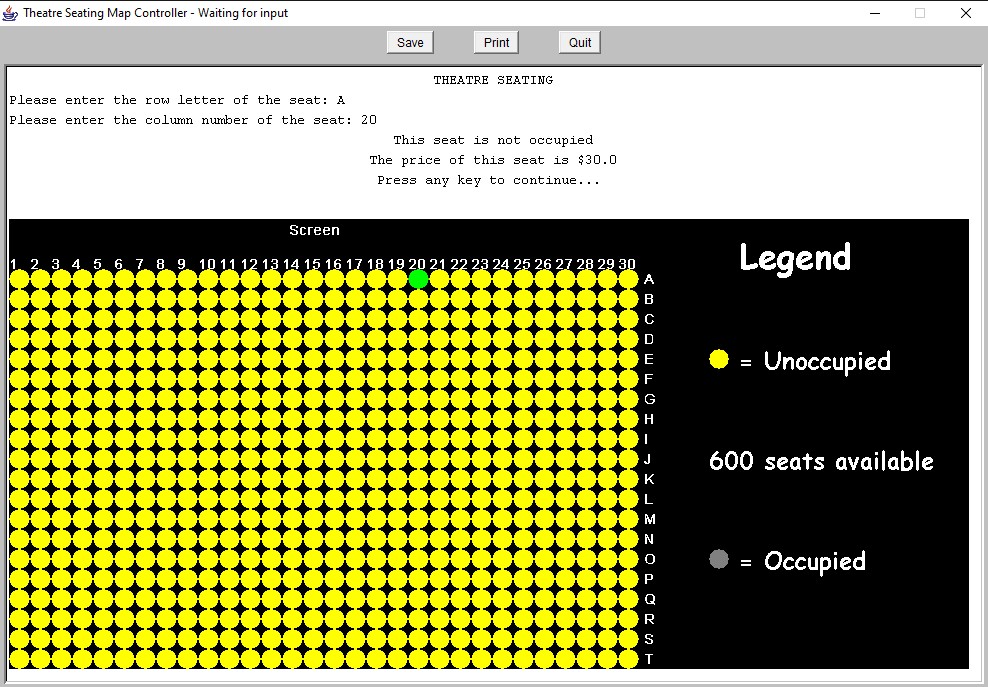 Theatre Seating Map Controller - Waiting for input
Save Print Quit
THEATRE SEATING
Please enter the row letter of the seat: A
Please enter the column number of the seat: 20
This seat is not occupied
The price of this seat is $30.0
Press any key to continue...
Screen
1 2 3 4 5 6 7 8 9 10 11 12 13 14 15 16 17 18 19 20 21 22 23 24 25 26 27 28 29 30
A
B
C
D
E
F
G
H
I
J
K
L
M
N
O
P
Q
R
S
T
Legend
= Unoccupied
600 seats available
= Occupied